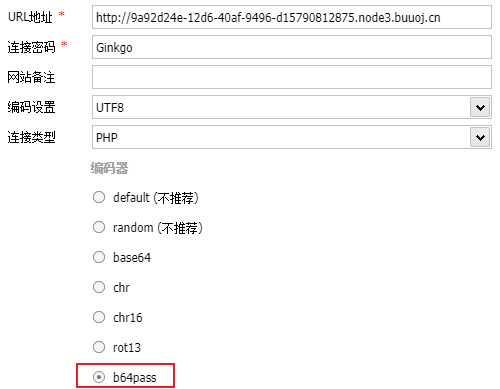 URL地址 * http://9a92d24e-12d6-40af-9496-d15790812875.node3.buuoj.cn
连接密码 * Ginkgo
网站备注
编码设置 UTF8
连接类型 PHP
编码器
default (不推荐)
random (不推荐)
base64
chr
chr16
rot13
b64pass